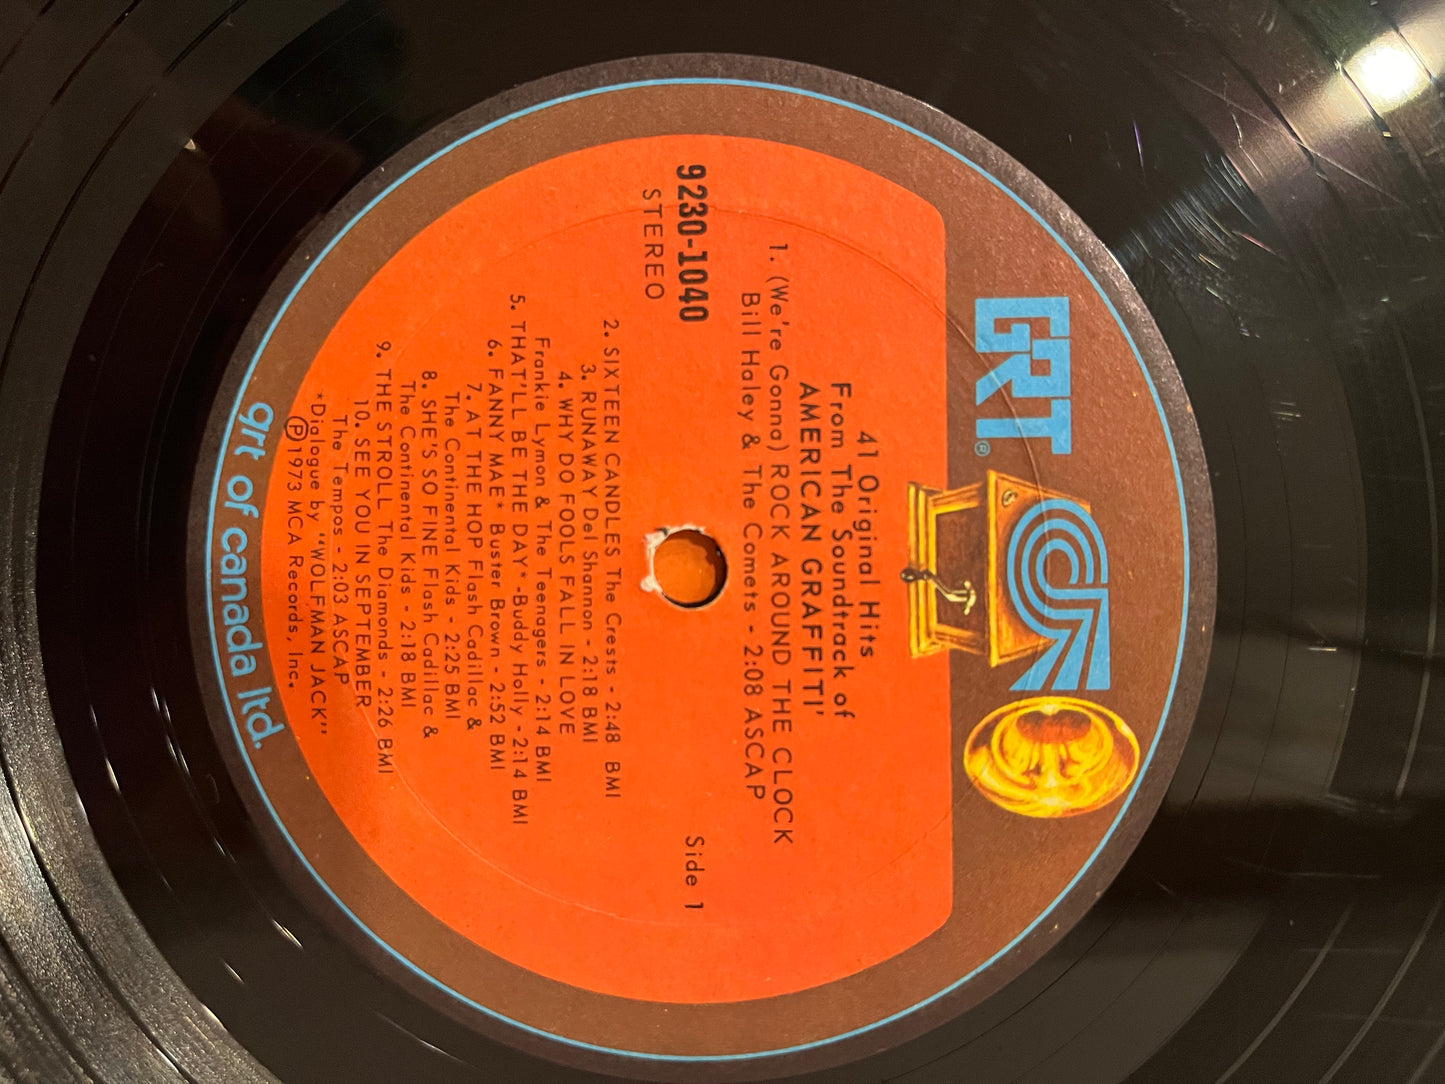 GRT®
41 Original Hits
From The Soundtrack of
AMERICAN GRAFFITI'
1. (We're Gonna) ROCK AROUND THE CLOCK
Bill Haley & The Comets - 2:08 ASCAP
9230-1040
STEREO
Side 1
2. SIXTEEN CANDLES The Crests - 2:48 BMI
3. RUNAWAY Del Shannon - 2:18 BMI
4. WHY DO FOOLS FALL IN LOVE
Frankie Lymon & The Teenagers - 2:14 BMI
5. THAT'LL BE THE DAY*-Buddy Holly - 2:14 BMI
6. FANNY MAE* Buster Brown - 2:52 BMI
7. AT THE HOP Flash Cadillac &
The Continental Kids - 2:25 BMI
8. SHE'S SO FINE Flash Cadillac &
The Continental Kids - 2:18 BMI
9. THE STROLL The Diamonds - 2:26 BMI
10. SEE YOU IN SEPTEMBER
The Tempos - 2:03 ASCAP
*Dialogue by "WOLFMAN JACK"
℗1973 MCA Records, Inc.
grt of canada ltd.